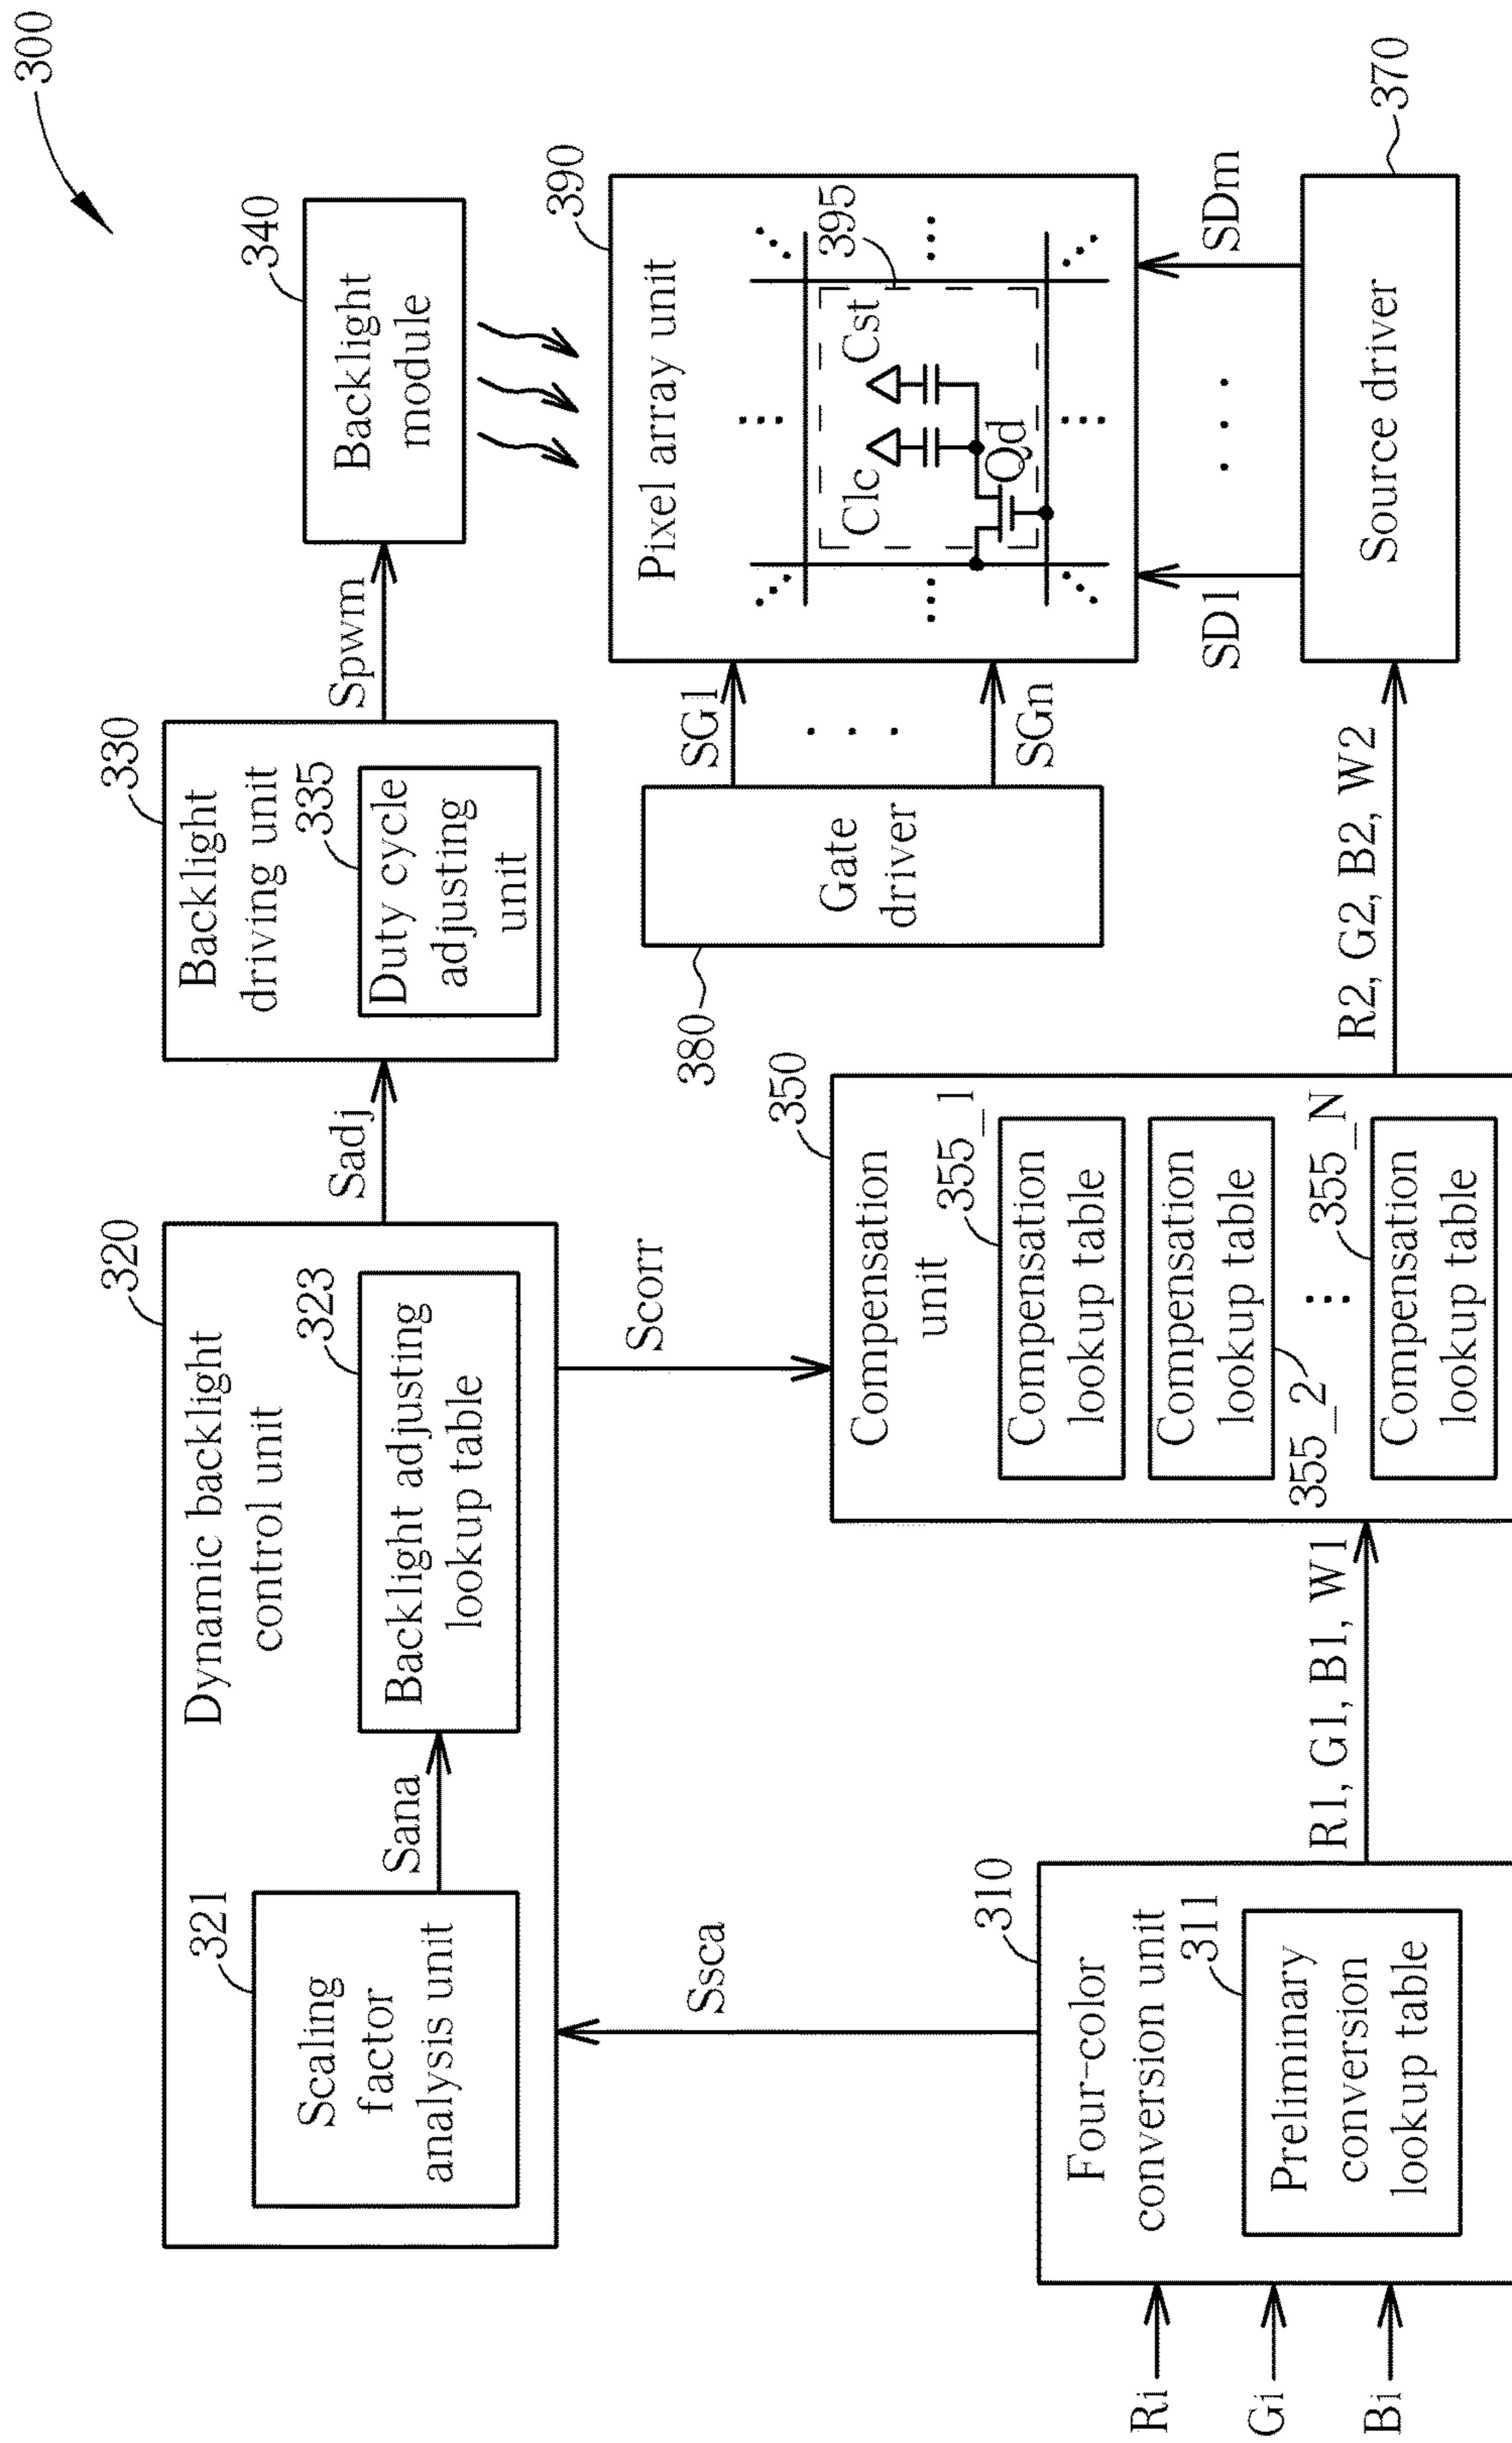 300
320
Dynamic backlight
control unit
321
Scaling
factor
analysis unit
Sana
323
Backlight adjusting
lookup table
Sadj
330
Backlight
driving unit
335
Duty cycle
adjusting
unit
Spwm
340
Backlight
module
Ssca
Scorr
310
Four-color
conversion unit
311
Preliminary
conversion
lookup table
Ri
Gi
Bi
R1, G1, B1, W1
350
Compensation
unit
355_1
Compensation
lookup table
Compensation
lookup table
355_2
355_N
Compensation
lookup table
R2, G2, B2, W2
380
Gate
driver
SG1
SGn
390
Pixel array unit
395
Clc
Cst
Qd
SD1
SDm
Source driver
370